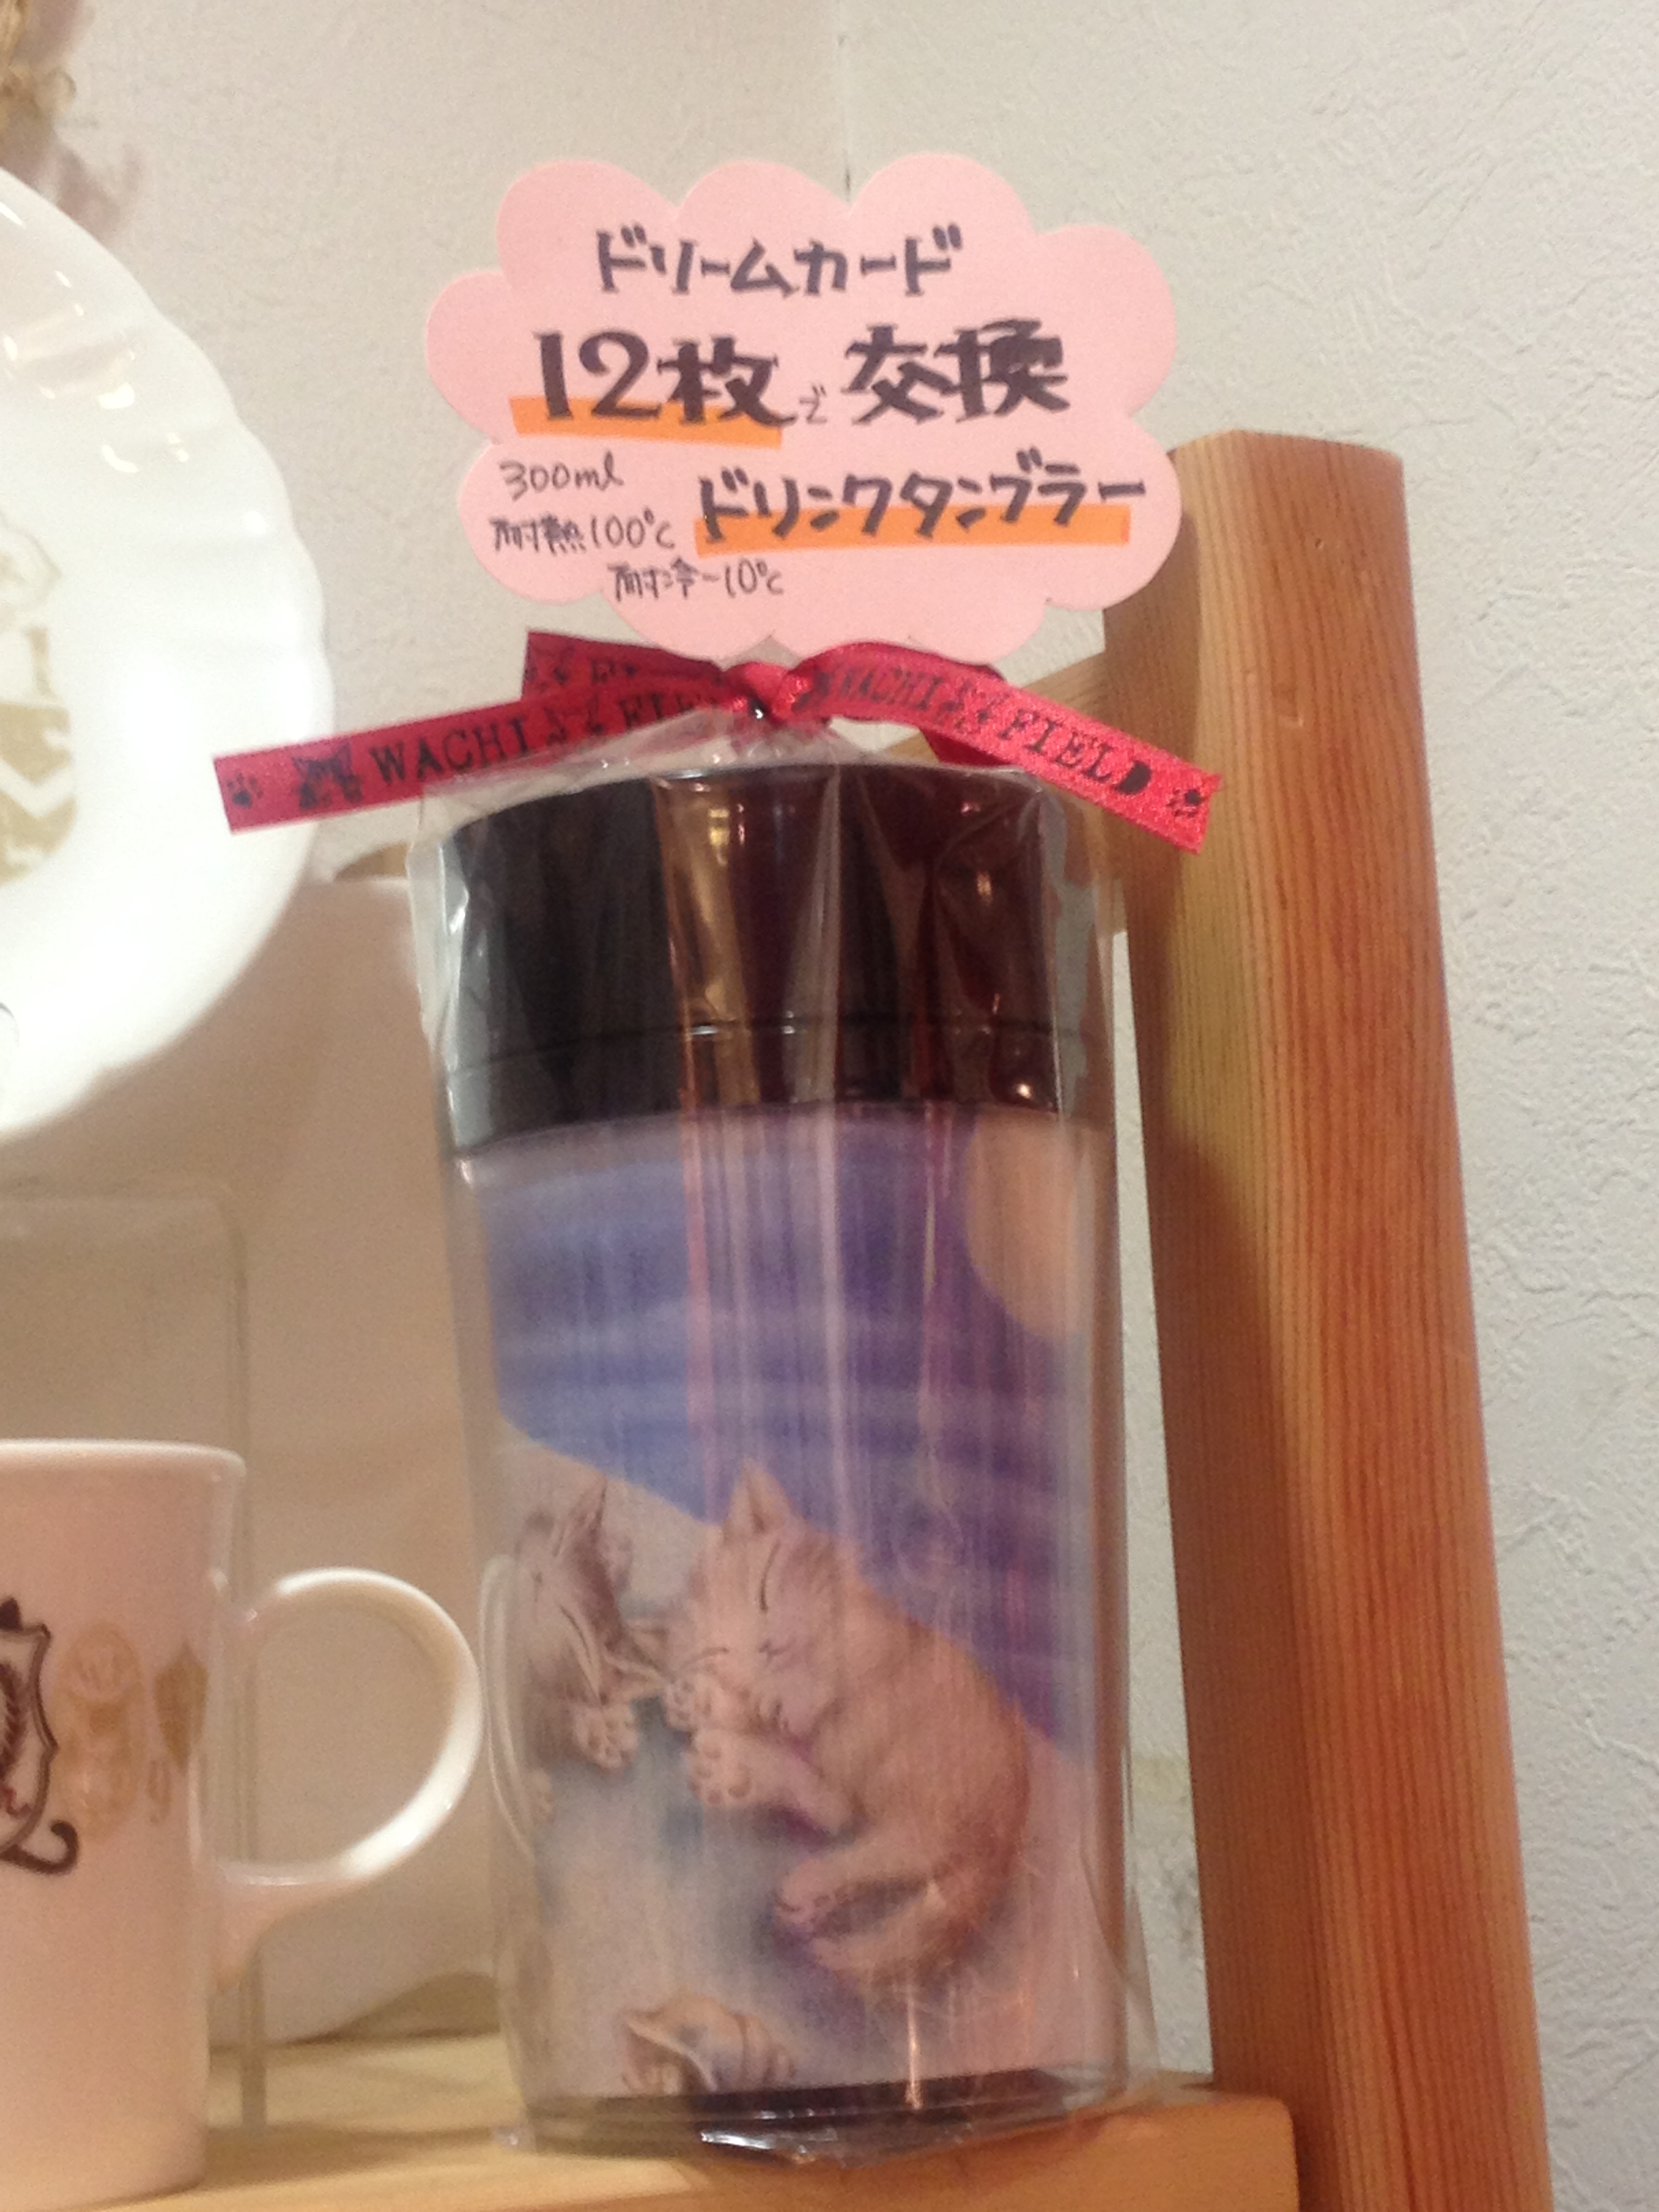 ドリームカード
12枚で交換
300ml
ドリンクタンブラー
耐熱100℃
耐冷-10℃
WACHI FIELD
WACHI FIELD